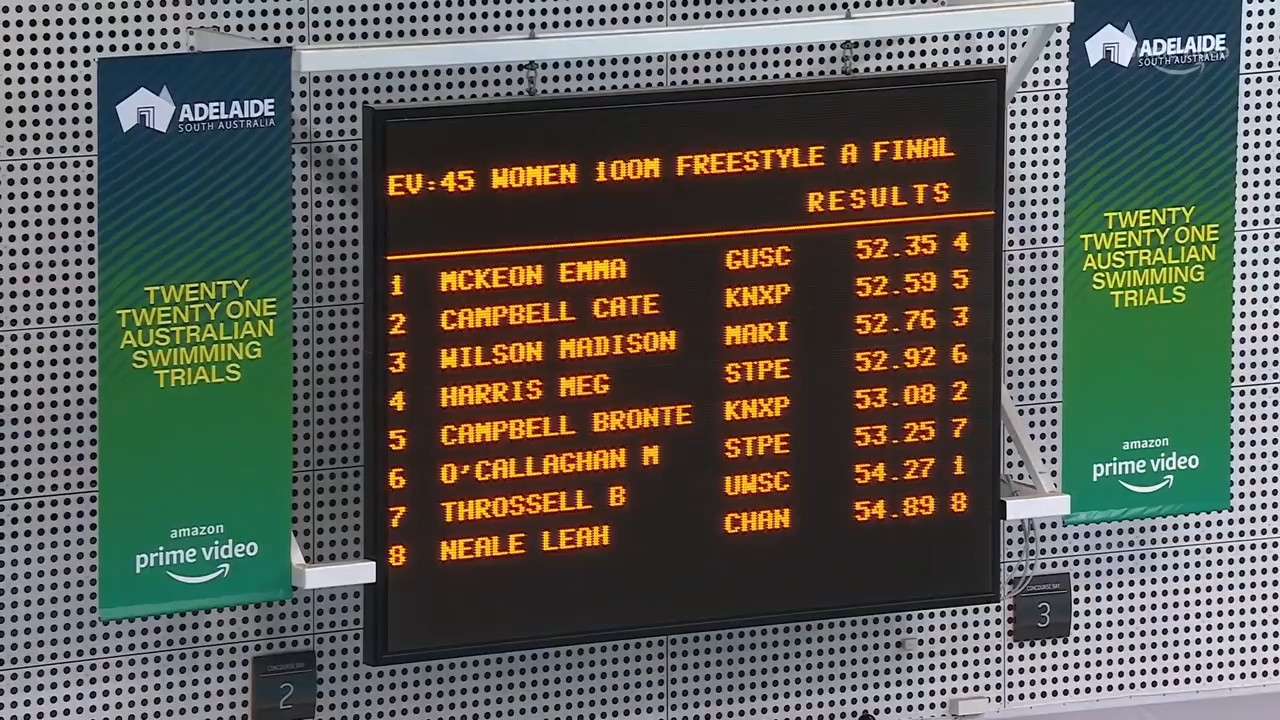 ADELAIDE
SOUTH AUSTRALIA
TWENTY
TWENTY ONE
AUSTRALIAN
SWIMMING
TRIALS
amazon
prime video
EV:45 WOMEN 100M FREESTYLE A FINAL
RESULTS
1 MCKEON EMMA GUSC 52.35 4
2 CAMPBELL CATE KNXP 52.59 5
3 WILSON MADISON MARI 52.76 3
4 HARRIS MEG STPE 52.92 6
5 CAMPBELL BRONTE KNXP 53.08 2
6 O'CALLAGHAN M STPE 53.25 7
7 THROSSELL B UWSC 54.27 1
8 NEALE LEAH CHAN 54.89 8
ADELAIDE
SOUTH AUSTRALIA
TWENTY
TWENTY ONE
AUSTRALIAN
SWIMMING
TRIALS
amazon
prime video
CONCOURSE BAY
2
CONCOURSE BAY
3